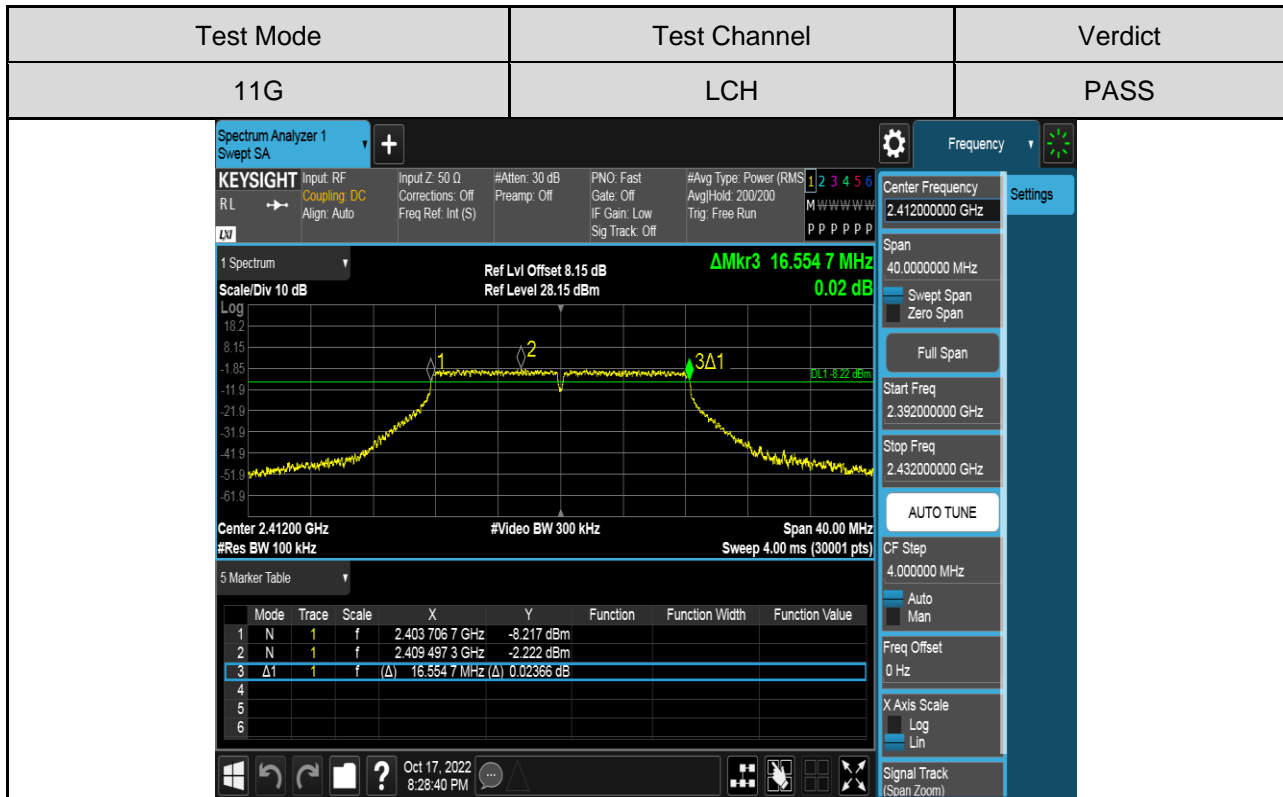 Test Mode Test Channel Verdict
11G LCH PASS
Spectrum Analyzer 1
Swept SA
+
Frequency
KEYSIGHT
RL
LXI
Input: RF
Coupling: DC
Align: Auto
Input Z: 50 Ω
Corrections: Off
Freq Ref: Int (S)
#Atten: 30 dB
Preamp: Off
PNO: Fast
Gate: Off
IF Gain: Low
Sig Track: Off
#Avg Type: Power (RMS
Avg|Hold: 200/200
Trig: Free Run
1 2 3 4 5 6
M W W W W W
P P P P P P
Center Frequency
2.412000000 GHz
Settings
Span
40.0000000 MHz
Swept Span
Zero Span
Full Span
Start Freq
2.392000000 GHz
Stop Freq
2.432000000 GHz
AUTO TUNE
CF Step
4.000000 MHz
Auto
Man
Freq Offset
0 Hz
X Axis Scale
Log
Lin
Signal Track
(Span Zoom)
1 Spectrum
Scale/Div 10 dB
Ref Lvl Offset 8.15 dB
Ref Level 28.15 dBm
ΔMkr3 16.554 7 MHz
0.02 dB
Log
18.2
8.15
-1.85
-11.9
-21.9
-31.9
-41.9
-51.9
-61.9
1
2
3Δ1
DL1 -8.22 dBm
Center 2.41200 GHz #Video BW 300 kHz Span 40.00 MHz
#Res BW 100 kHz Sweep 4.00 ms (30001 pts)
5 Marker Table
Mode Trace Scale X Y Function Function Width Function Value
1 N 1 f 2.403 706 7 GHz -8.217 dBm
2 N 1 f 2.409 497 3 GHz -2.222 dBm
3 Δ1 1 f (Δ) 16.554 7 MHz (Δ) 0.02366 dB
4
5
6
?
Oct 17, 2022
8:28:40 PM